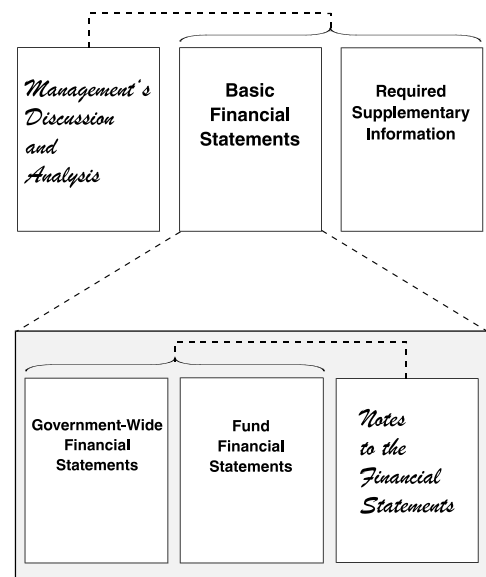 Management's
Discussion
and
Analysis
Basic
Financial
Statements
Required
Supplementary
Information
Government-Wide
Financial
Statements
Fund
Financial
Statements
Notes
to the
Financial
Statements